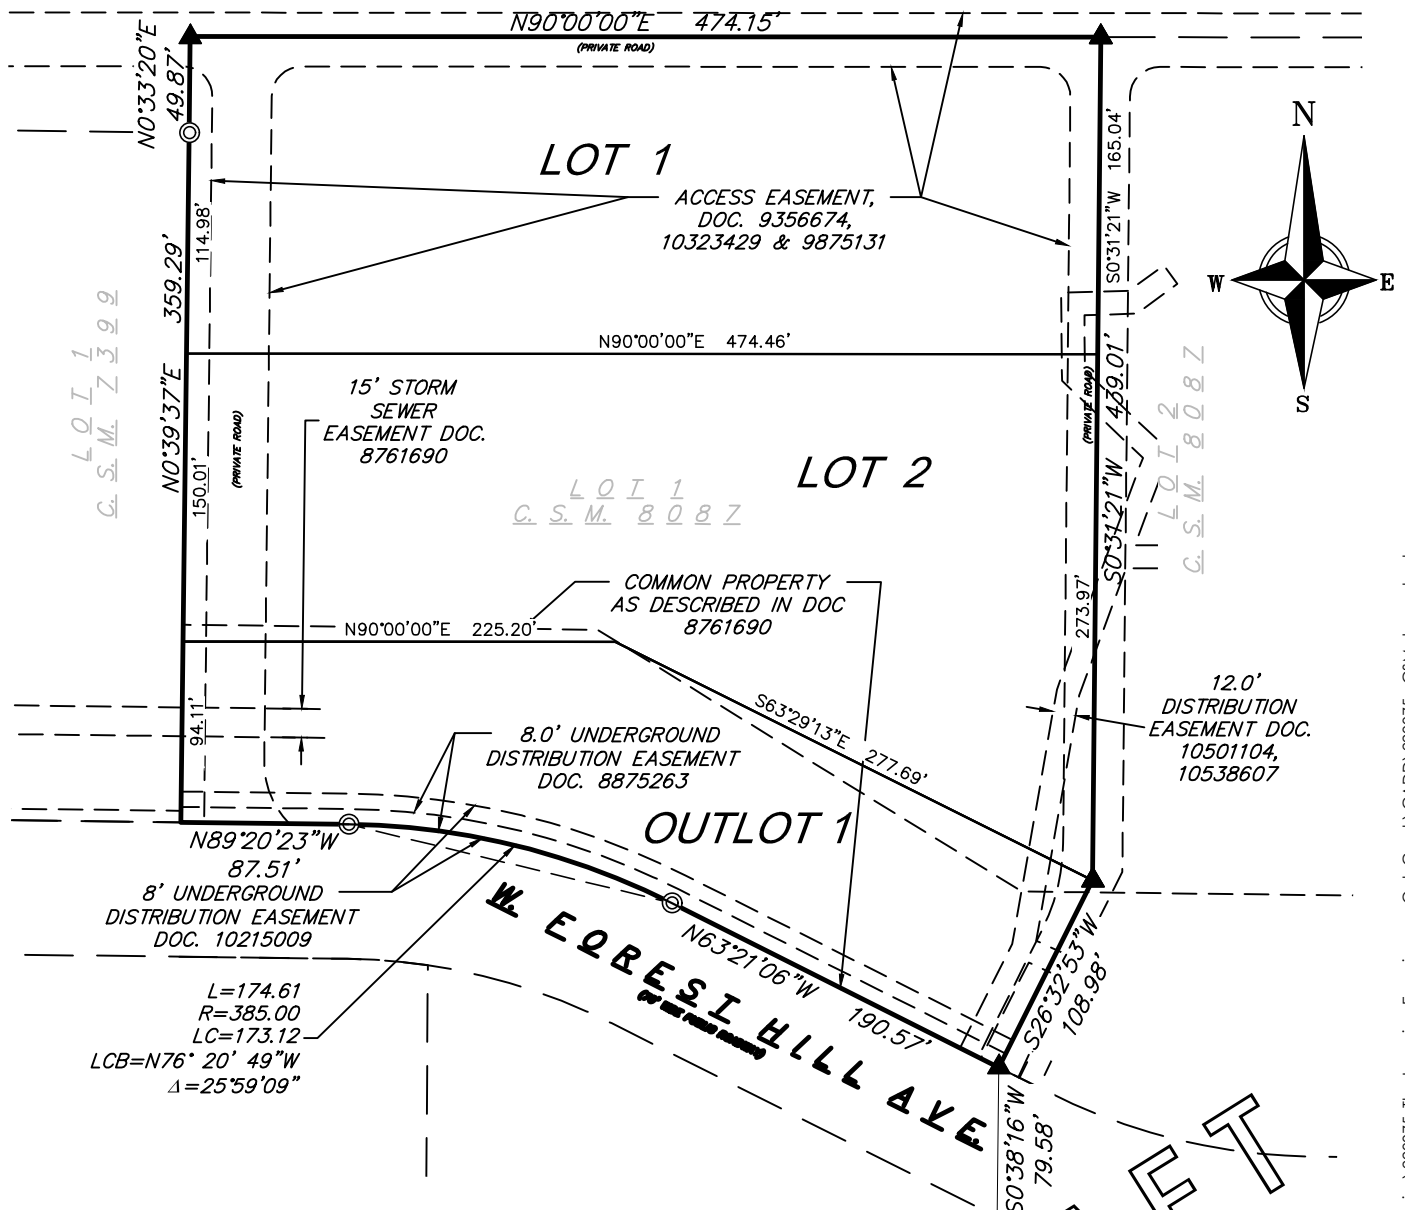 N90°00'00"E 474.15'
(PRIVATE ROAD)
N0°33'20"E
49.87'
LOT 1
ACCESS EASEMENT,
DOC. 9356674,
10323429 & 9875131
S0°31'21"W 165.04'
N
W
E
S
114.98'
N0°39'37"E 359.29'
LOT 1
C.S.M. 7399
N90°00'00"E 474.46'
15' STORM
SEWER
EASEMENT DOC.
8761690
(PRIVATE ROAD)
150.01'
LOT 2
LOT 1
C.S.M. 8087
(PRIVATE ROAD)
S0°31'21"W 439.01'
LOT 2
C.S.M. 8087
COMMON PROPERTY
AS DESCRIBED IN DOC
8761690
N90°00'00"E 225.20'
273.97'
S63°29'13"E 277.69'
12.0'
DISTRIBUTION
EASEMENT DOC.
10501104,
10538607
94.11'
8.0' UNDERGROUND
DISTRIBUTION EASEMENT
DOC. 8875263
OUTLOT 1
N89°20'23"W
87.51'
8' UNDERGROUND
DISTRIBUTION EASEMENT
DOC. 10215009
W. FOREST HILL AVE.
N63°21'06"W 190.57'
S26°32'53"W
108.98'
L=174.61
R=385.00
LC=173.12
LCB=N76° 20' 49"W
Δ=25°59'09"
S0°38'16"W
79.58'
ET